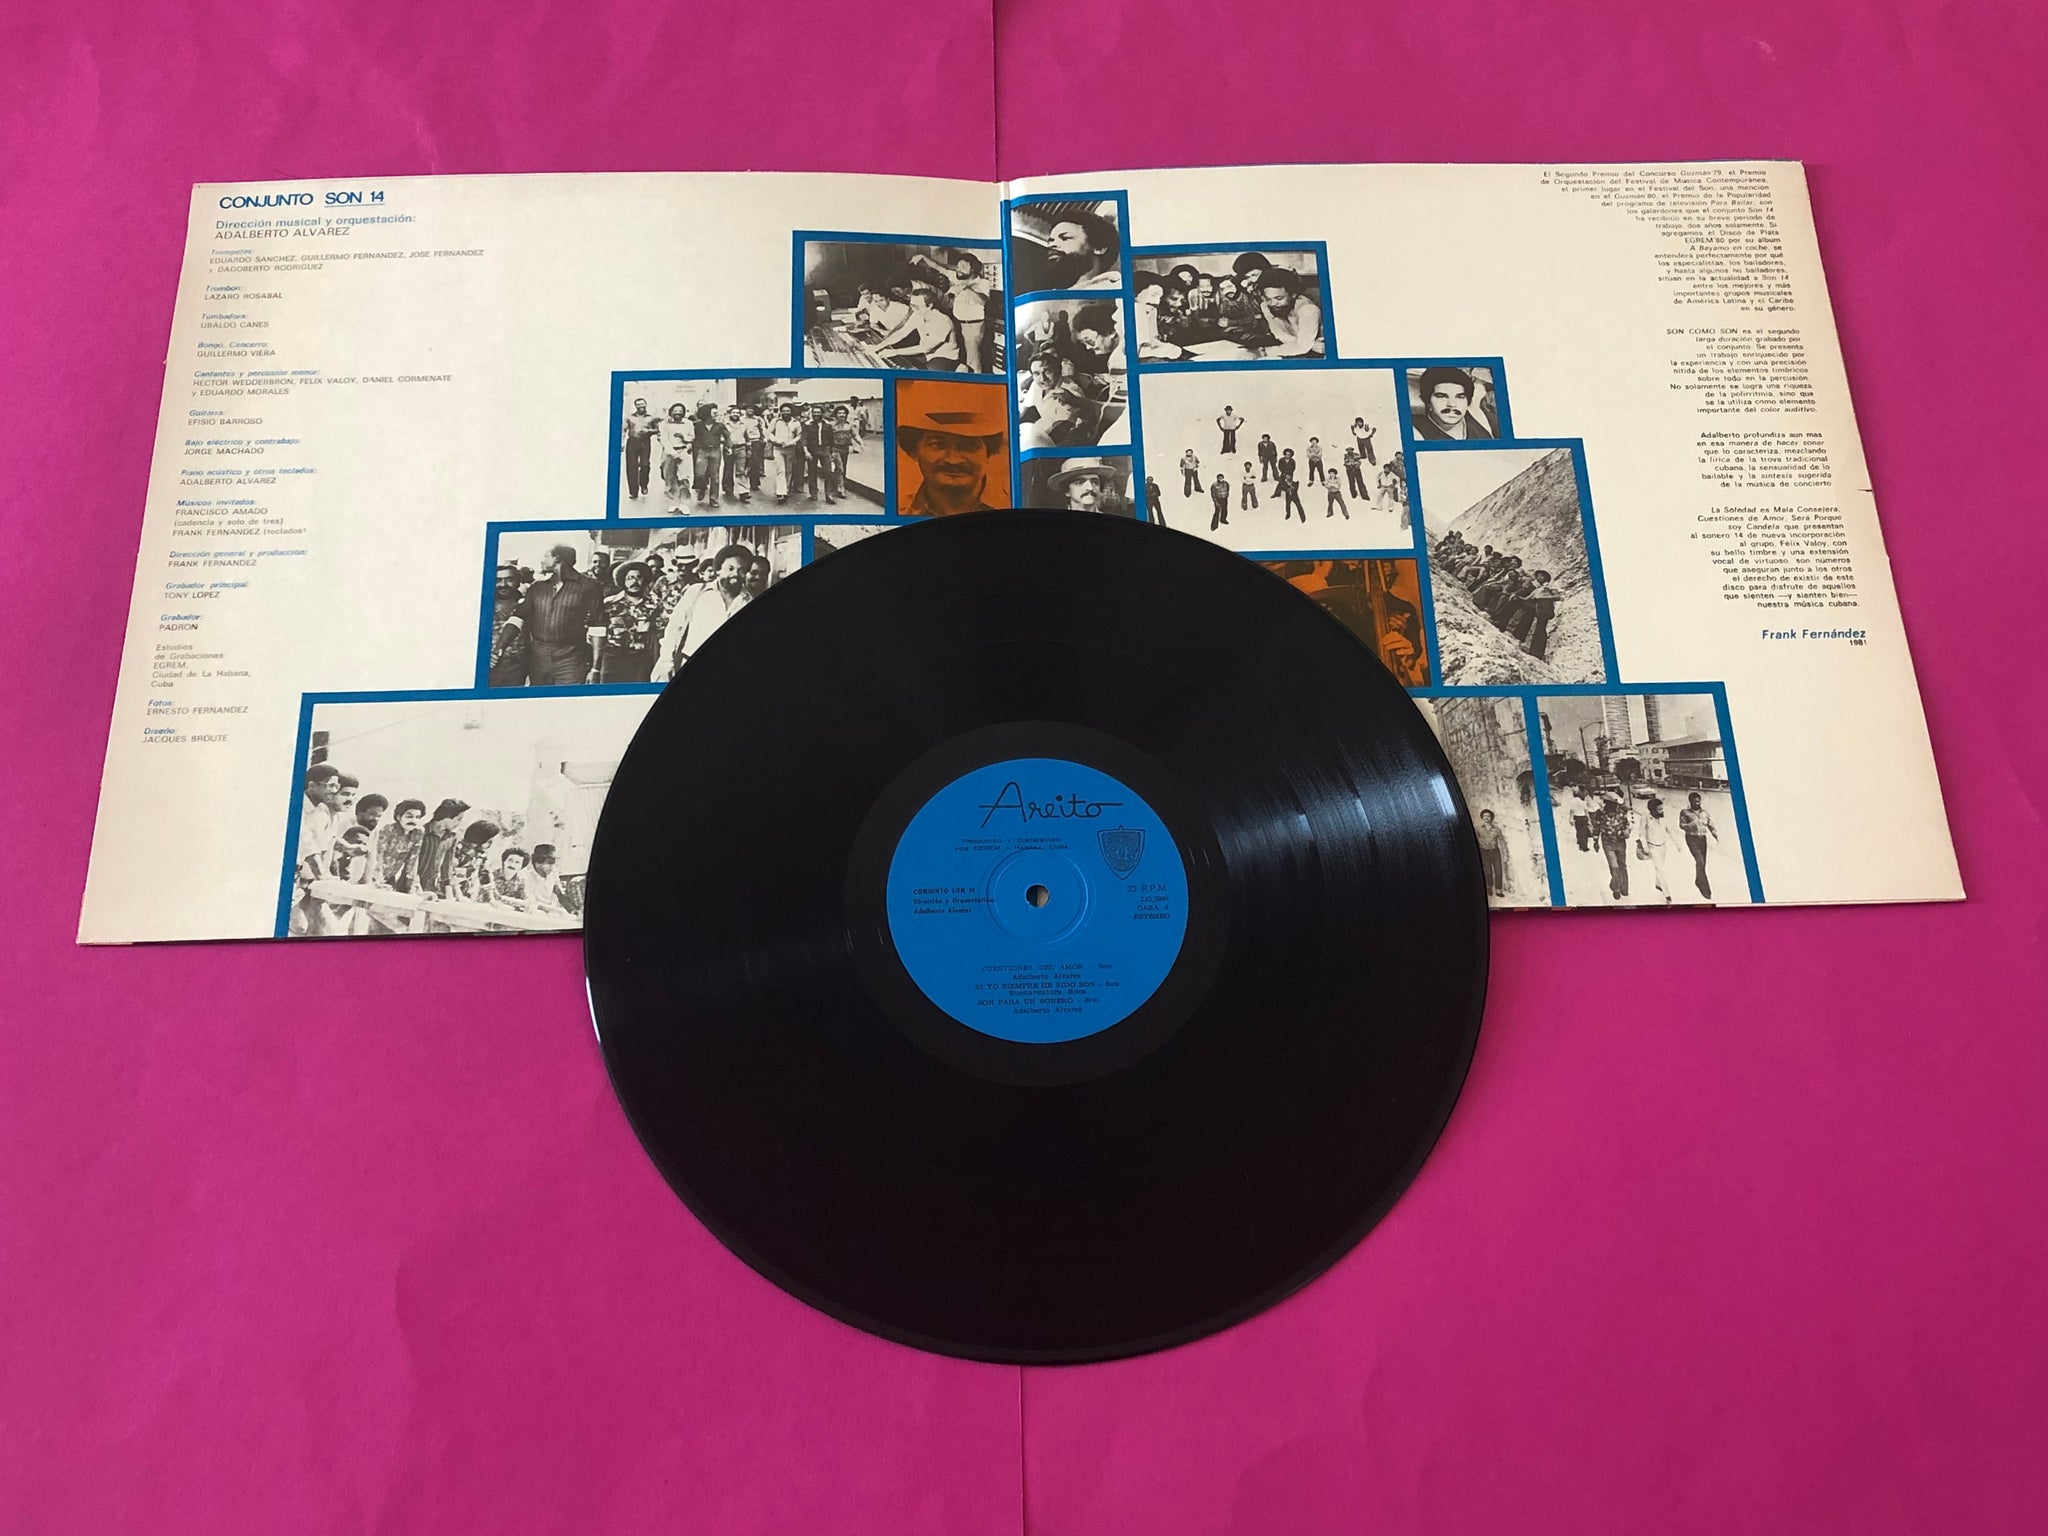 CONJUNTO SON 14
Dirección musical y orquestación:
ADALBERTO ALVAREZ
Trompetas:
EDUARDO SANCHEZ, GUILLERMO FERNANDEZ, JOSE FERNANDEZ
y DAGOBERTO RODRIGUEZ
Trombón:
LAZARO ROSABAL
Tumbadora:
UBALDO CANES
Bongó, Cencerro:
GUILLERMO VIERA
Cantantes y percusión menor:
HECTOR WEDDERBRON, FELIX VALOY, DANIEL CORMENATE
y EDUARDO MORALES
Guitarra:
EFISIO BARROSO
Bajo eléctrico y contrabajo:
JORGE MACHADO
Piano acústico y otros teclados:
ADALBERTO ALVAREZ
Músicos invitados:
FRANCISCO AMADO
(cadencia y solo de tres)
FRANK FERNANDEZ (teclados)
Dirección general y producción:
FRANK FERNANDEZ
Grabador principal:
TONY LOPEZ
Grabador:
PADRON
Estudios
de Grabaciones
EGREM,
Ciudad de La Habana,
Cuba
Fotos:
ERNESTO FERNANDEZ
Diseño:
JACQUES BROUTE
El Segundo Premio del Concurso Guzmán'79, el Premio
de Orquestación del Festival de Música Contemporánea,
el primer lugar en el Festival del Son, una mención
en el Guzmán'80, el Premio de la Popularidad
del programa de televisión Para Bailar, son
los galardones que el conjunto Son 14
ha recibido en su breve período de
trabajo, dos años solamente. Si
agregamos el Disco de Plata
EGREM'80 por su álbum
A Bayamo en coche, se
entenderá perfectamente por qué
los especialistas, los bailadores,
y hasta algunos no bailadores,
sitúan en la actualidad a Son 14
entre los mejores y más
importantes grupos musicales
de América Latina y el Caribe
en su género.
SON COMO SON es el segundo
larga duración grabado por
el conjunto. Se presenta
un trabajo enriquecido por
la experiencia y con una precisión
nítida de los elementos tímbricos
sobre todo en la percusión.
No solamente se logra una riqueza
de la polirritmia, sino que
se la utiliza como elemento
importante del color auditivo.
Adalberto profundiza aun mas
en esa manera de hacer sonar
que lo caracteriza, mezclando
la lírica de la trova tradicional
cubana, la sensualidad de lo
bailable y la síntesis sugerida
de la música de concierto
La Soledad es Mala Consejera,
Cuestiones de Amor, Será Porque
soy Candela que presentan
al sonero 14 de nueva incorporación
al grupo, Félix Valoy, con
su bello timbre y una extensión
vocal de virtuoso, son números
que aseguran junto a los otros
el derecho de existir de este
disco para disfrute de aquellos
que sienten —y sienten bien—
nuestra música cubana.
Frank Fernández
1981
Areito
PRODUCIDO Y DISTRIBUIDO
POR EGREM - HABANA, CUBA
CONJUNTO SON 14
Dirección y Orquestación:
Adalberto Alvarez
33 R.P.M.
CARA A
ESTEREO
CUESTIONES DEL AMOR - Son
Adalberto Alvarez
SI YO SIEMPRE HE SIDO SON - Son
Buenaventura Roca
SON PARA UN SONERO - Son
Adalberto Alvarez